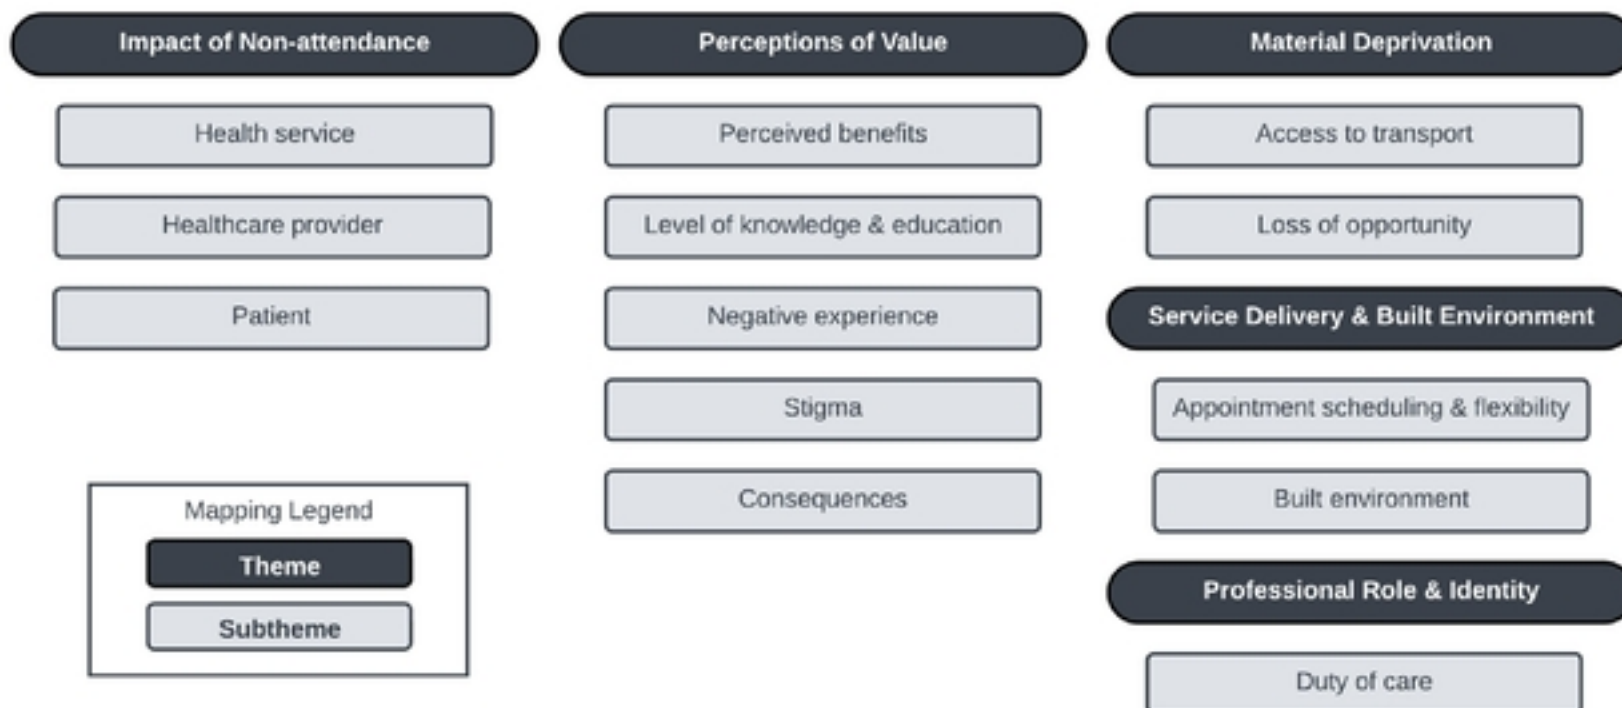 Impact of Non-attendance
Health service
Healthcare provider
Patient
Mapping Legend
Theme
Subtheme
Perceptions of Value
Perceived benefits
Level of knowledge & education
Negative experience
Stigma
Consequences
Material Deprivation
Access to transport
Loss of opportunity
Service Delivery & Built Environment
Appointment scheduling & flexibility
Built environment
Professional Role & Identity
Duty of care